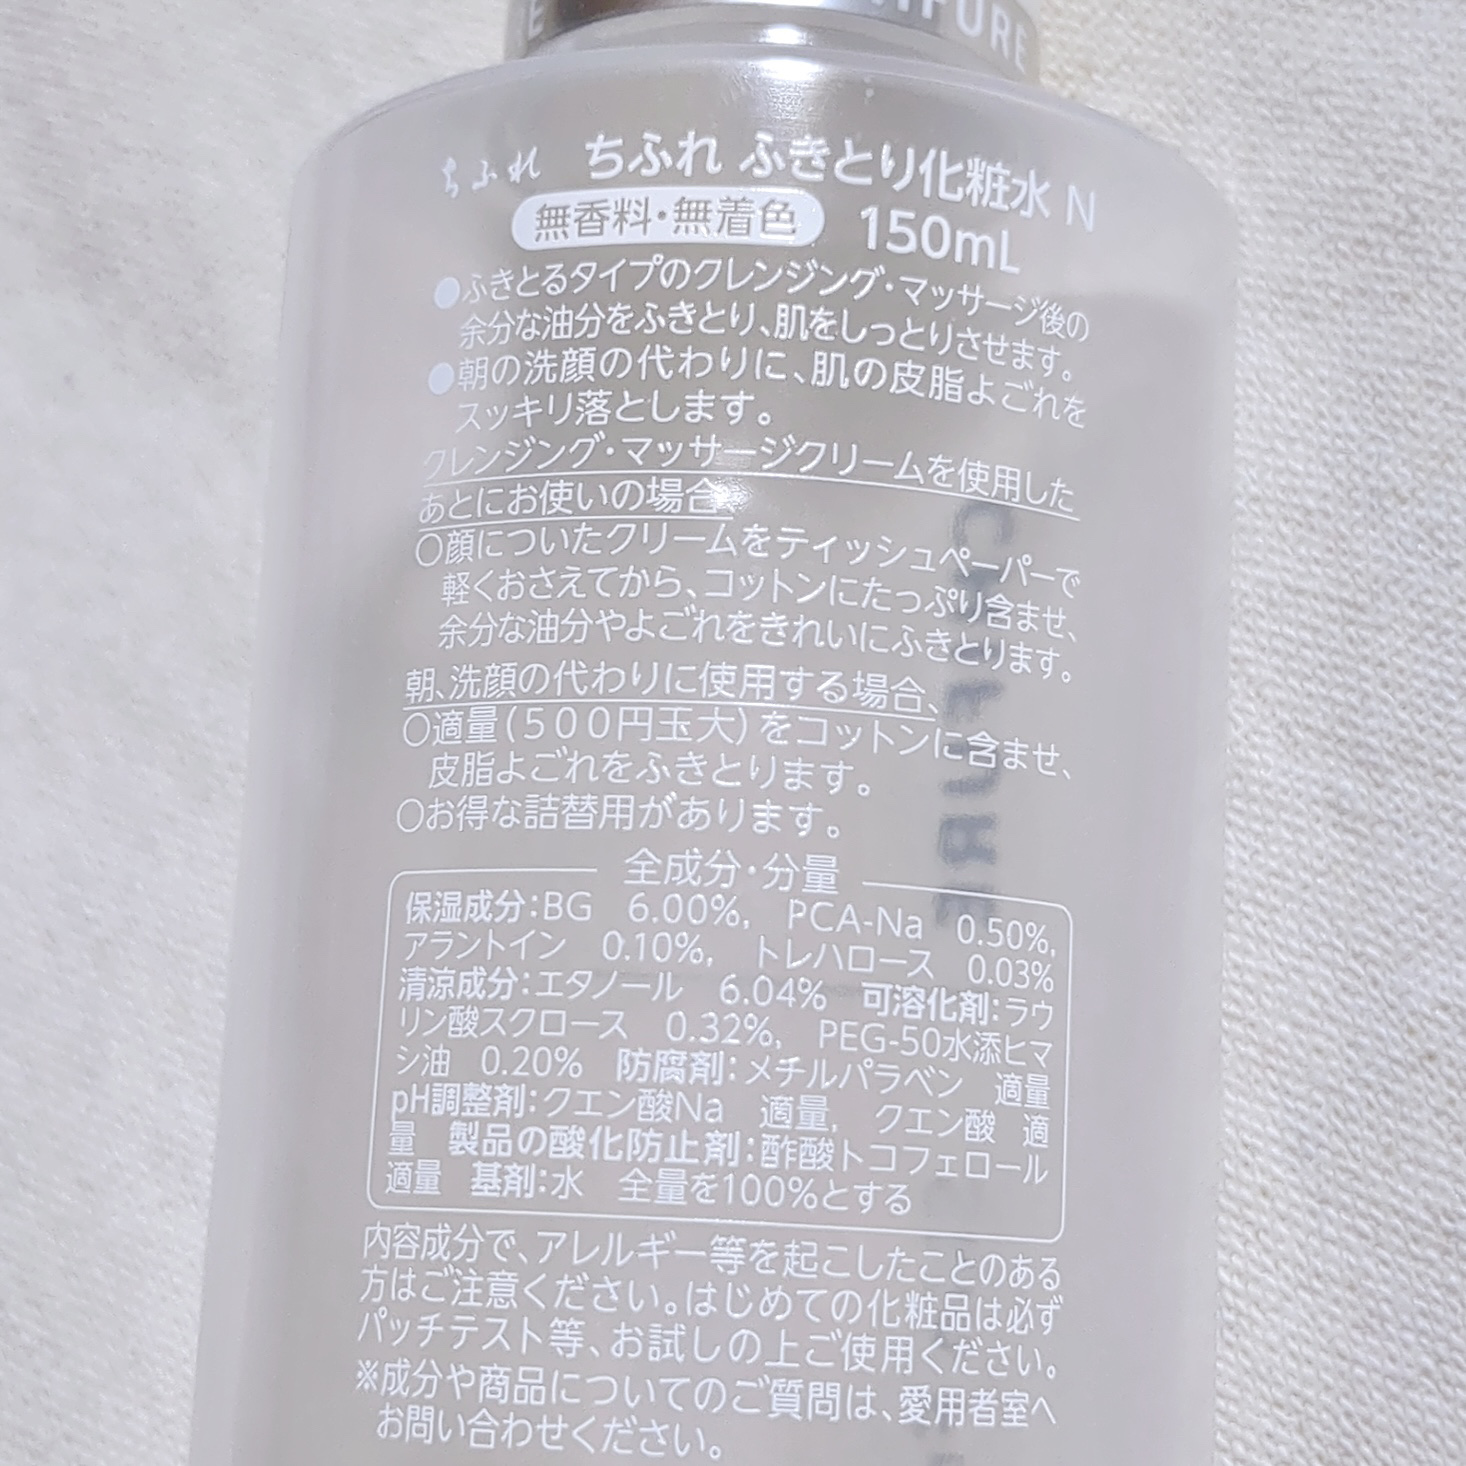 IFURE
ちふれ ちふれ ふきとり化粧水 N
無香料・無着色 150mL
●ふきとるタイプのクレンジング・マッサージ後の
余分な油分をふきとり、肌をしっとりさせます。
●朝の洗顔の代わりに、肌の皮脂よごれを
スッキリ落とします。
クレンジング・マッサージクリームを使用した
あとにお使いの場合
○顔についたクリームをティッシュペーパーで
軽くおさえてから、コットンにたっぷり含ませ、
余分な油分やよごれをきれいにふきとります。
朝、洗顔の代わりに使用する場合、
○適量(500円玉大)をコットンに含ませ、
皮脂よごれをふきとります。
○お得な詰替用があります。
全成分・分量
保湿成分:BG 6.00%, PCA-Na 0.50%,
アラントイン 0.10%, トレハロース 0.03%
清涼成分:エタノール 6.04% 可溶化剤:ラウ
リン酸スクロース 0.32%, PEG-50水添ヒマ
シ油 0.20% 防腐剤:メチルパラベン 適量
pH調整剤:クエン酸Na 適量, クエン酸 適
量 製品の酸化防止剤:酢酸トコフェロール
適量 基剤:水 全量を100%とする
内容成分で、アレルギー等を起こしたことのある
方はご注意ください。はじめての化粧品は必ず
パッチテスト等、お試しの上ご使用ください。
※成分や商品についてのご質問は、愛用者室へ
お問い合わせください。